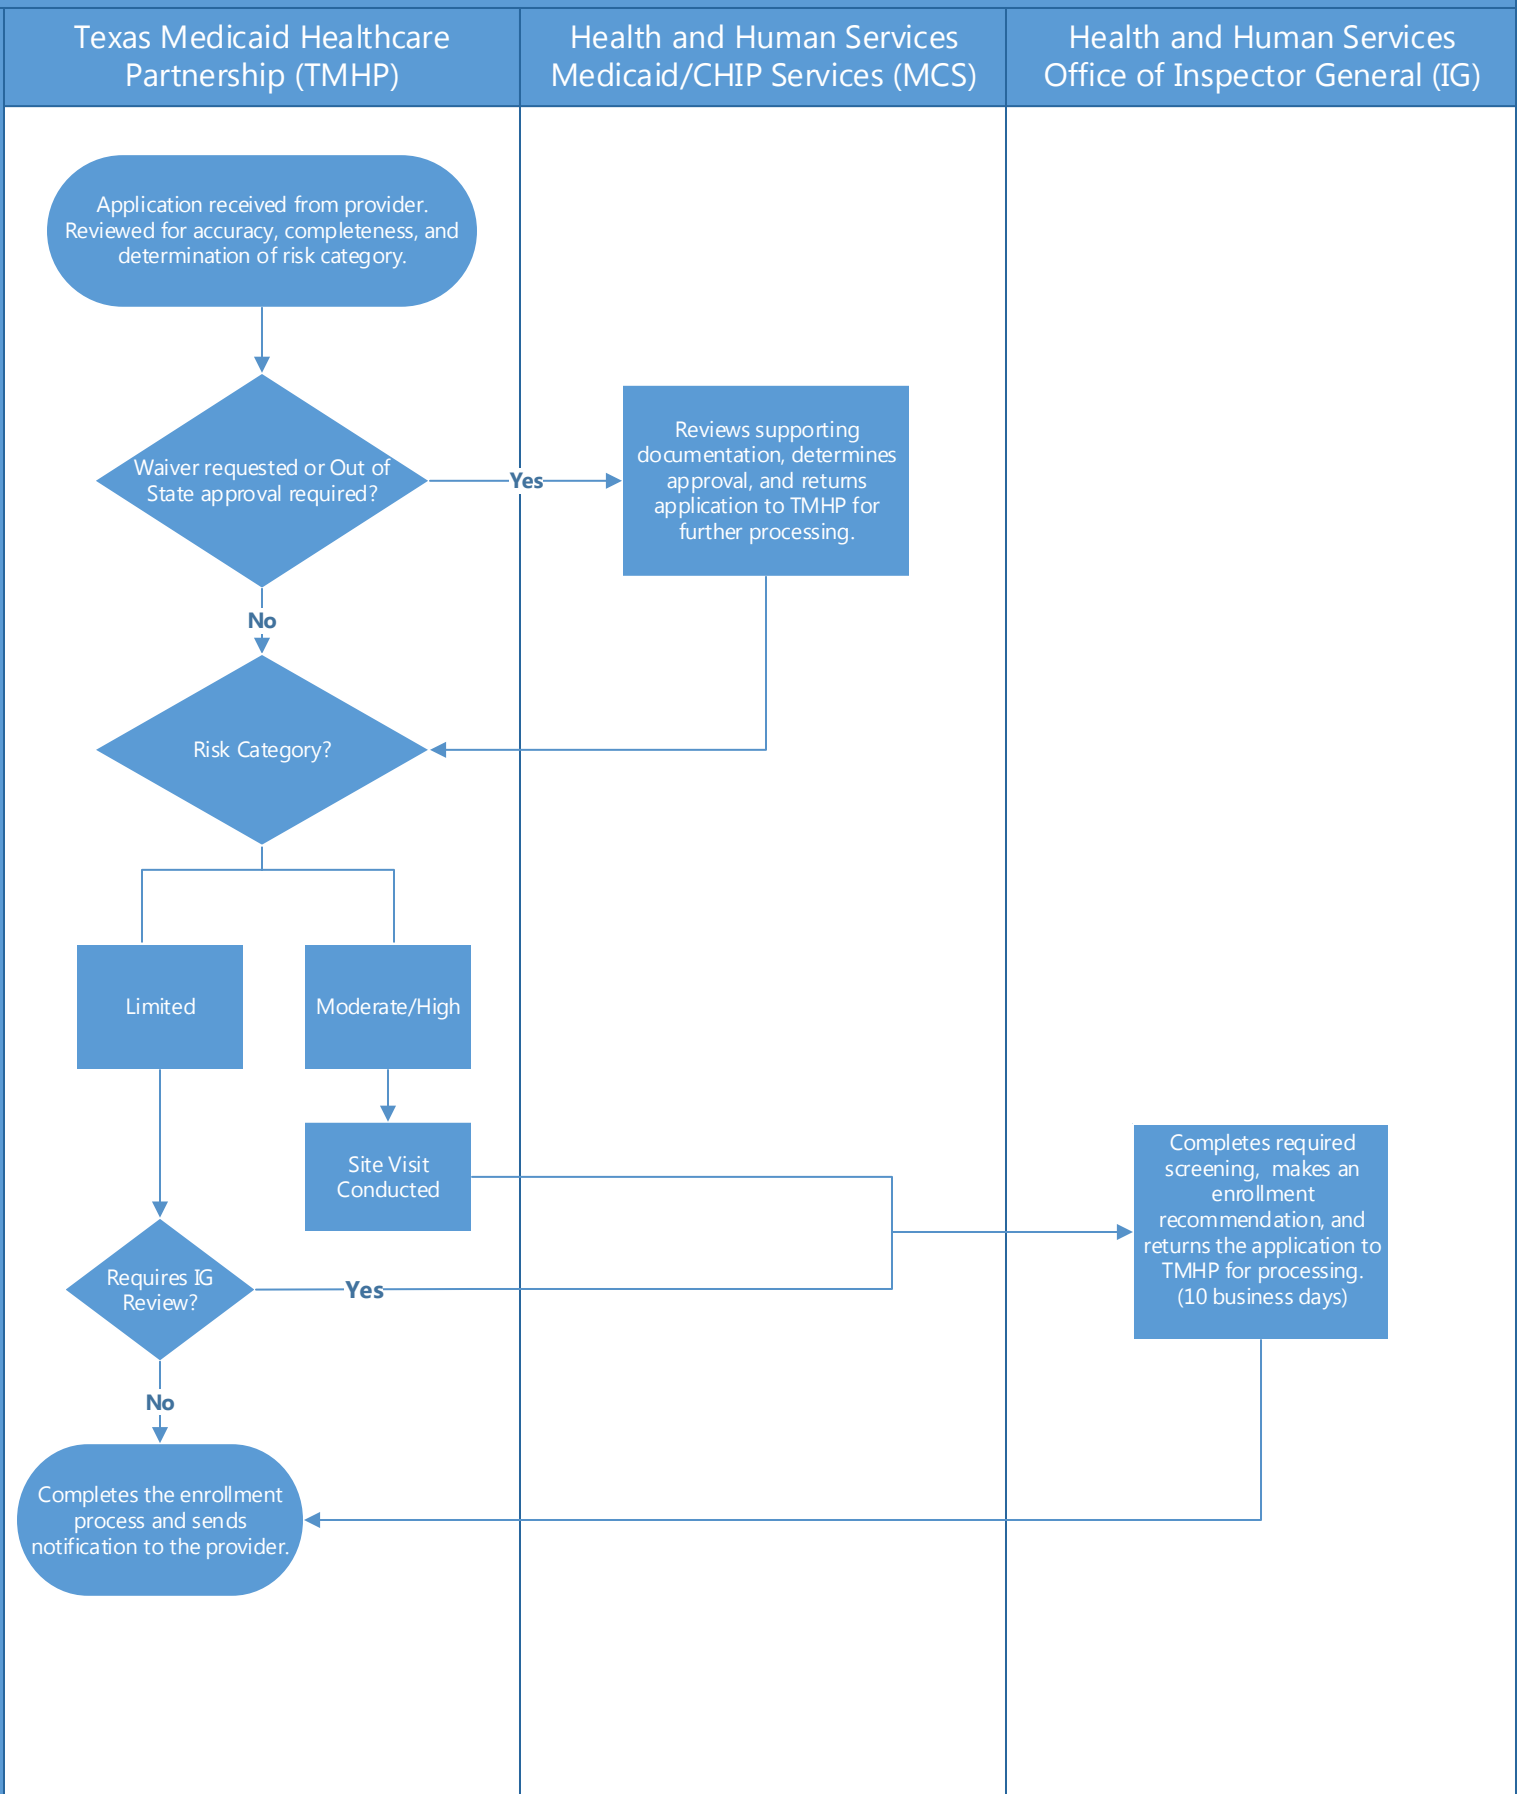 Texas Medicaid Healthcare
Partnership (TMHP)
Health and Human Services
Medicaid/CHIP Services (MCS)
Health and Human Services
Office of Inspector General (IG)
Application received from provider.
Reviewed for accuracy, completeness, and
determination of risk category.
Waiver requested or Out of
State approval required?
Yes
Reviews supporting
documentation, determines
approval, and returns
application to TMHP for
further processing.
No
Risk Category?
Limited
Moderate/High
Site Visit
Conducted
Completes required
screening, makes an
enrollment
recommendation, and
returns the application to
TMHP for processing.
(10 business days)
Requires IG
Review?
Yes
No
Completes the enrollment
process and sends
notification to the provider.